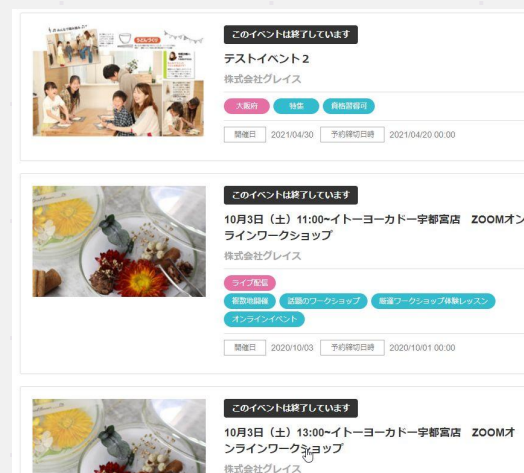 このイベントは終了しています
テストイベント２
株式会社グレイス
大阪府 特集 資格習得可
開催日 2021/04/30 予約締切日時 2021/04/20 00:00
このイベントは終了しています
10月3日（土）11:00~イトーヨーカドー宇都宮店　ZOOMオン
ラインワークショップ
株式会社グレイス
ライブ配信
複数地開催 話題のワークショップ 厳選ワークショップ体験レッスン
オンラインイベント
開催日 2020/10/03 予約締切日時 2020/10/01 00:00
このイベントは終了しています
10月3日（土）13:00~イトーヨーカドー宇都宮店　ZOOMオ
ンラインワークショップ
株式会社グレイス